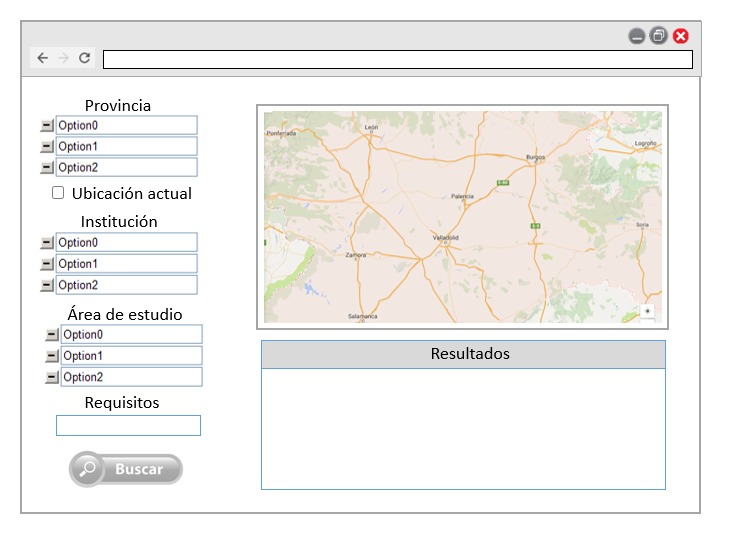 Provincia
Option0
Option1
Option2
Ubicación actual
Institución
Option0
Option1
Option2
Área de estudio
Option0
Option1
Option2
Requisitos
Buscar
Ponferrada
León
Burgos
Logroño
Palencia
Valladolid
Zamora
Soria
Salamanca
Resultados